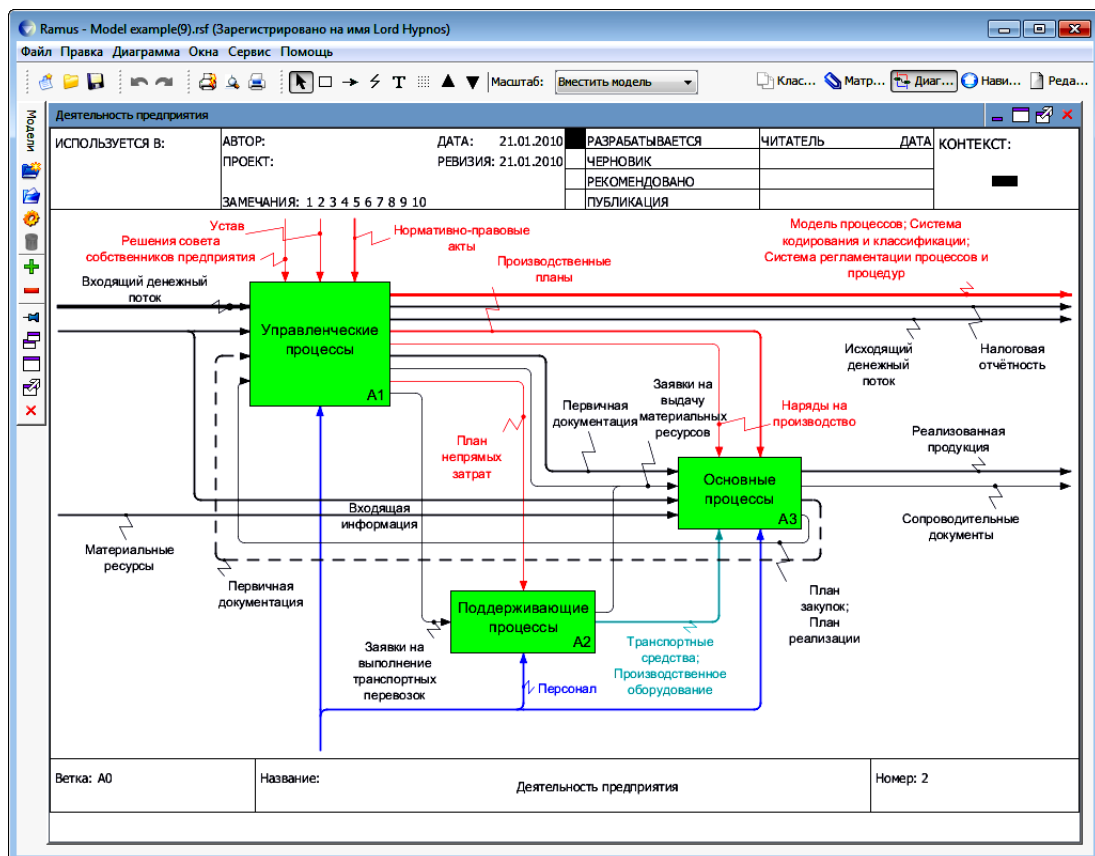 Ramus - Model example(9).rsf (Зарегистрировано на имя Lord Hypnos)
Файл Правка Диаграмма Окна Сервис Помощь
T Масштаб: Вместить модель Клас... Матр... Диаг... Нави... Реда...
Модели
Деятельность предприятия
ИСПОЛЬЗУЕТСЯ В:
АВТОР: ДАТА: 21.01.2010
ПРОЕКТ: РЕВИЗИЯ: 21.01.2010
ЗАМЕЧАНИЯ: 1 2 3 4 5 6 7 8 9 10
РАЗРАБАТЫВАЕТСЯ
ЧЕРНОВИК
РЕКОМЕНДОВАНО
ПУБЛИКАЦИЯ
ЧИТАТЕЛЬ ДАТА
КОНТЕКСТ:
Устав
Решения совета
собственников предприятия
Нормативно-правовые
акты
Модель процессов; Система
кодирования и классификации;
Система регламентации процессов и
процедур
Производственные
планы
Входящий денежный
поток
Управленческие
процессы
A1
Исходящий
денежный
поток
Налоговая
отчётность
Заявки на
выдачу
материальных
ресурсов
Первичная
документация
Наряды на
производство
План
непрямых
затрат
Реализованная
продукция
Основные
процессы
A3
Входящая
информация
Сопроводительные
документы
Материальные
ресурсы
Первичная
документация
План
закупок;
План
реализации
Поддерживающие
процессы
A2
Заявки на
выполнение
транспортных
перевозок
Транспортные
средства;
Производственное
оборудование
Персонал
Ветка: A0
Название:
Деятельность предприятия
Номер: 2